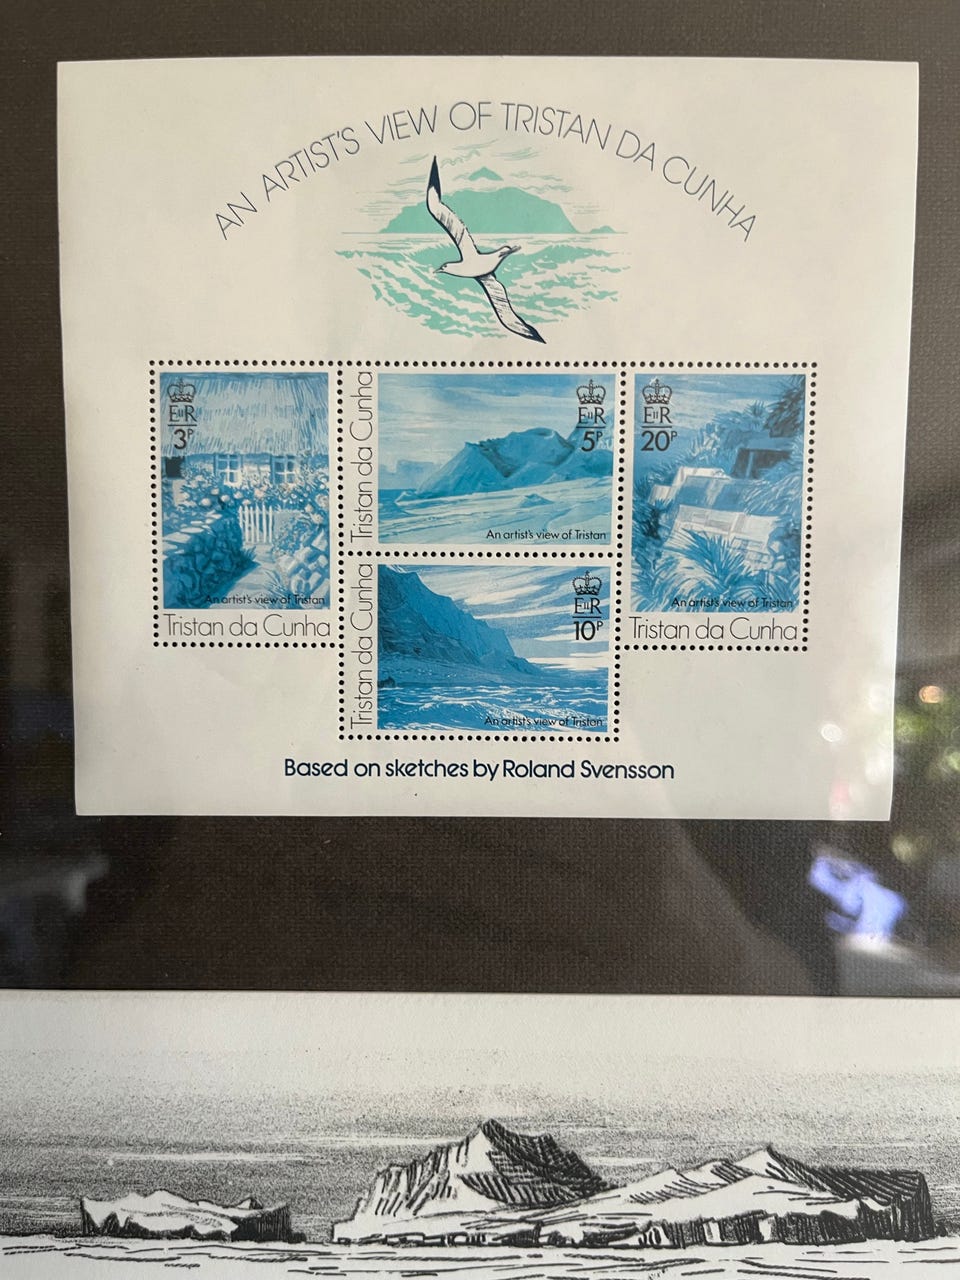 AN ARTIST'S VIEW OF TRISTAN DA CUNHA
EIIR
3P
An artist's view of Tristan
Tristan da Cunha
Tristan da Cunha
EIIR
5P
An artist's view of Tristan
EIIR
20P
An artist's view of Tristan
Tristan da Cunha
Tristan da Cunha
EIIR
10P
An artist's view of Tristan
Based on sketches by Roland Svensson